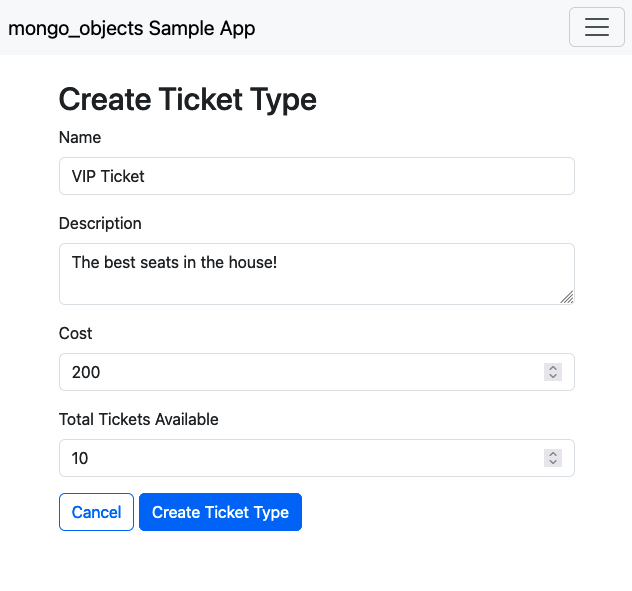 mongo_objects Sample App
Create Ticket Type
Name
VIP Ticket
Description
The best seats in the house!
Cost
200
Total Tickets Available
10
Cancel Create Ticket Type